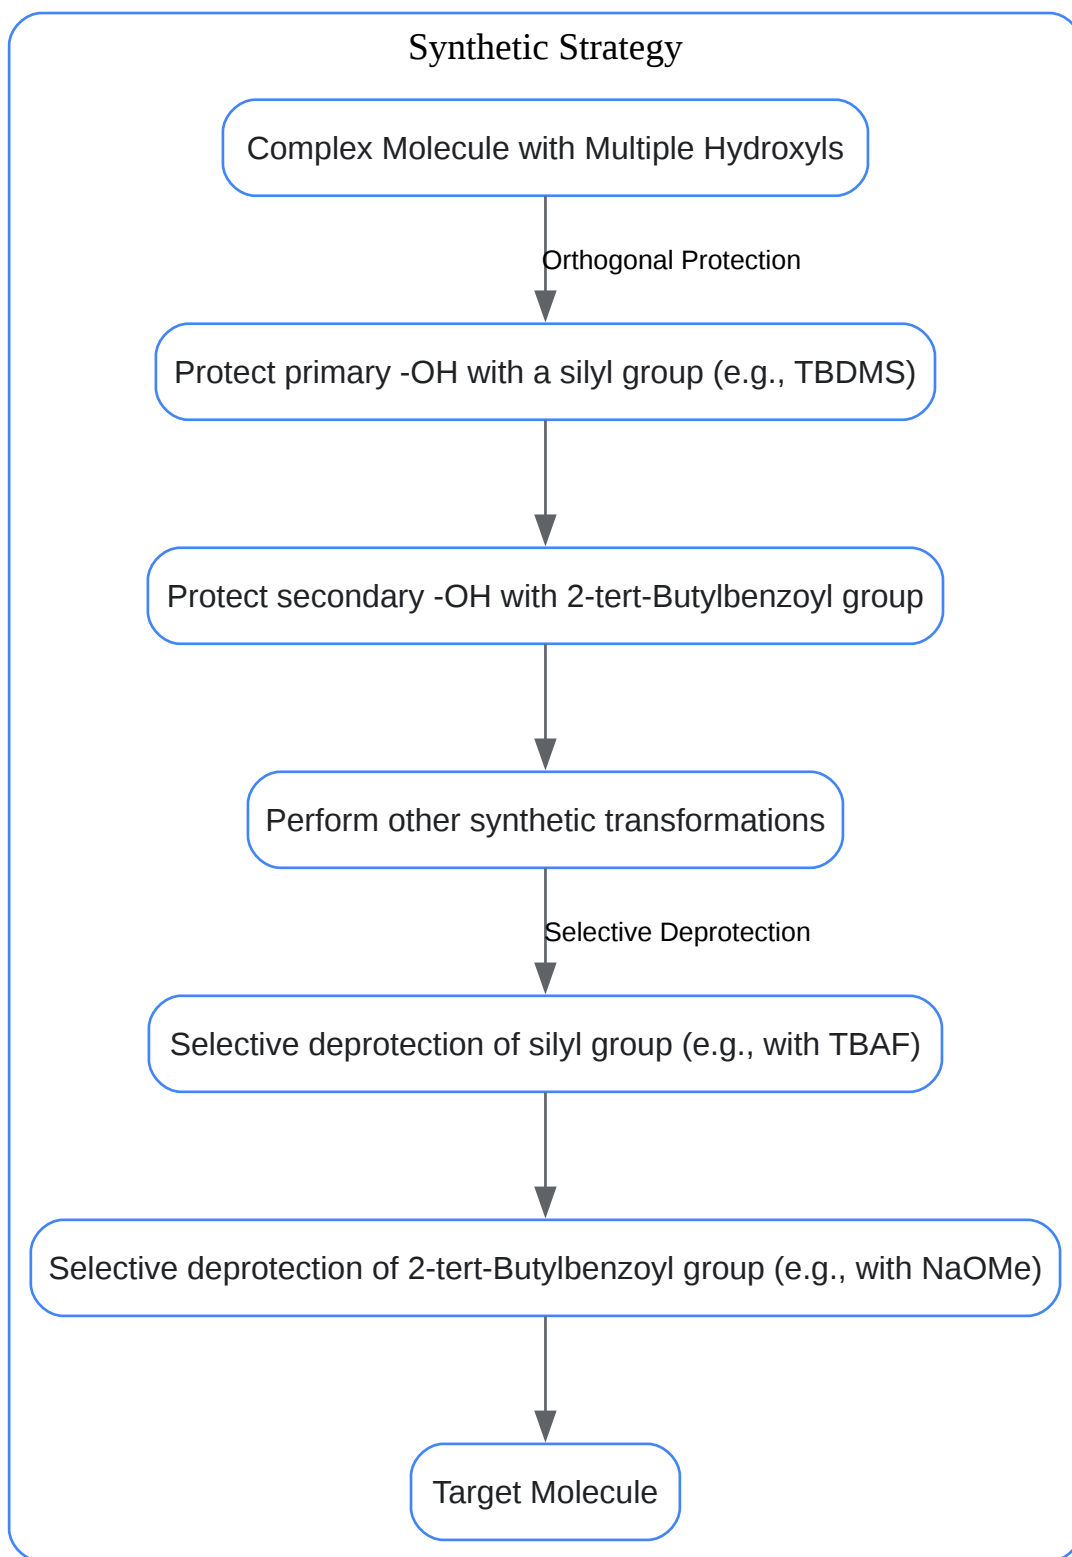 Synthetic Strategy
Complex Molecule with Multiple Hydroxyls
Orthogonal Protection
Protect primary -OH with a silyl group (e.g., TBDMS)
Protect secondary -OH with 2-tert-Butylbenzoyl group
Perform other synthetic transformations
Selective Deprotection
Selective deprotection of silyl group (e.g., with TBAF)
Selective deprotection of 2-tert-Butylbenzoyl group (e.g., with NaOMe)
Target Molecule